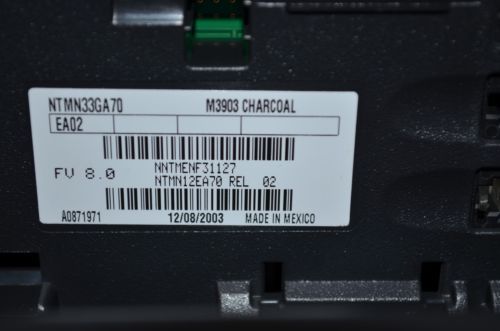 NTMN33GA70 M3903 CHARCOAL
EA02
NNTMENF31127
FV 8.0 NTMN12EA70 REL 02
A0871971 12/08/2003 MADE IN MEXICO